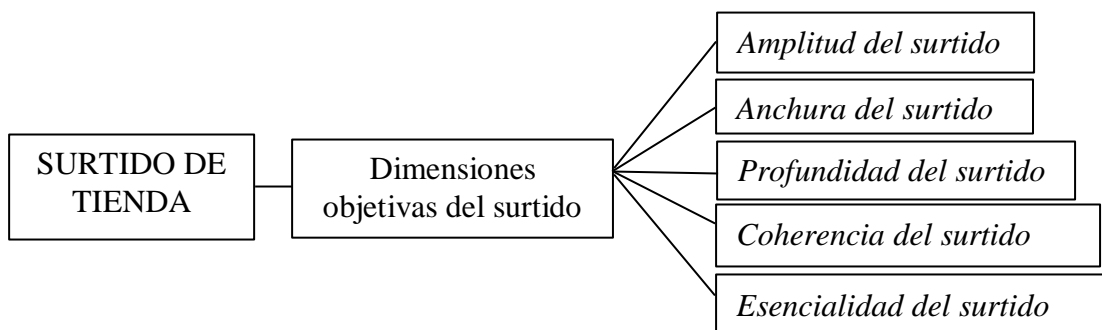 SURTIDO DE
TIENDA
Dimensiones
objetivas del surtido
Amplitud del surtido
Anchura del surtido
Profundidad del surtido
Coherencia del surtido
Esencialidad del surtido